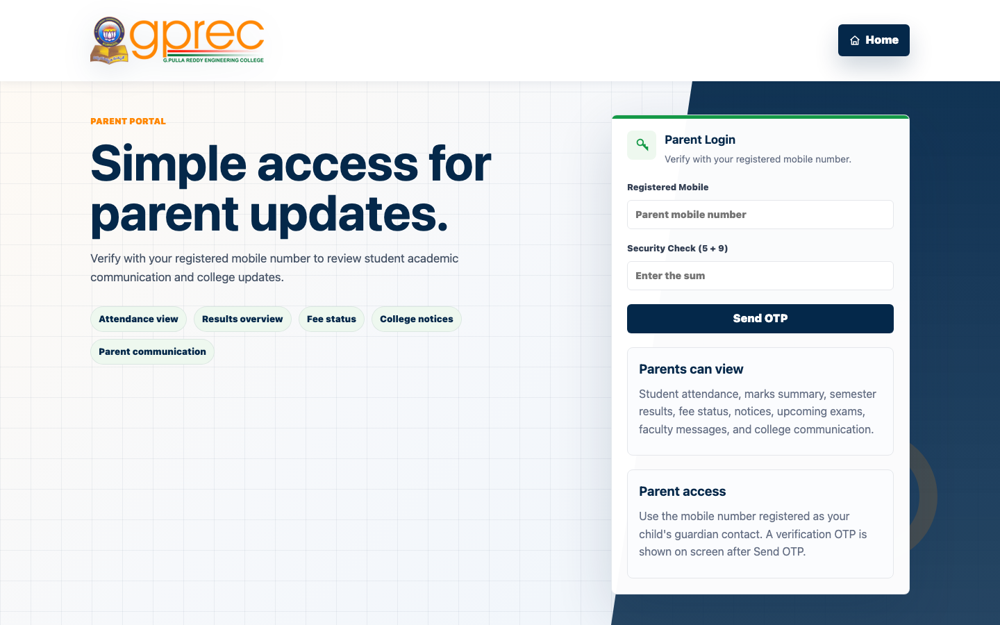 gprec
G.PULLA REDDY ENGINEERING COLLEGE
Home
PARENT PORTAL
Simple access for
parent updates.
Verify with your registered mobile number to review student academic
communication and college updates.
Attendance view
Results overview
Fee status
College notices
Parent communication
Parent Login
Verify with your registered mobile number.
Registered Mobile
Parent mobile number
Security Check (5 + 9)
Enter the sum
Send OTP
Parents can view
Student attendance, marks summary, semester
results, fee status, notices, upcoming exams,
faculty messages, and college communication.
Parent access
Use the mobile number registered as your
child's guardian contact. A verification OTP is
shown on screen after Send OTP.